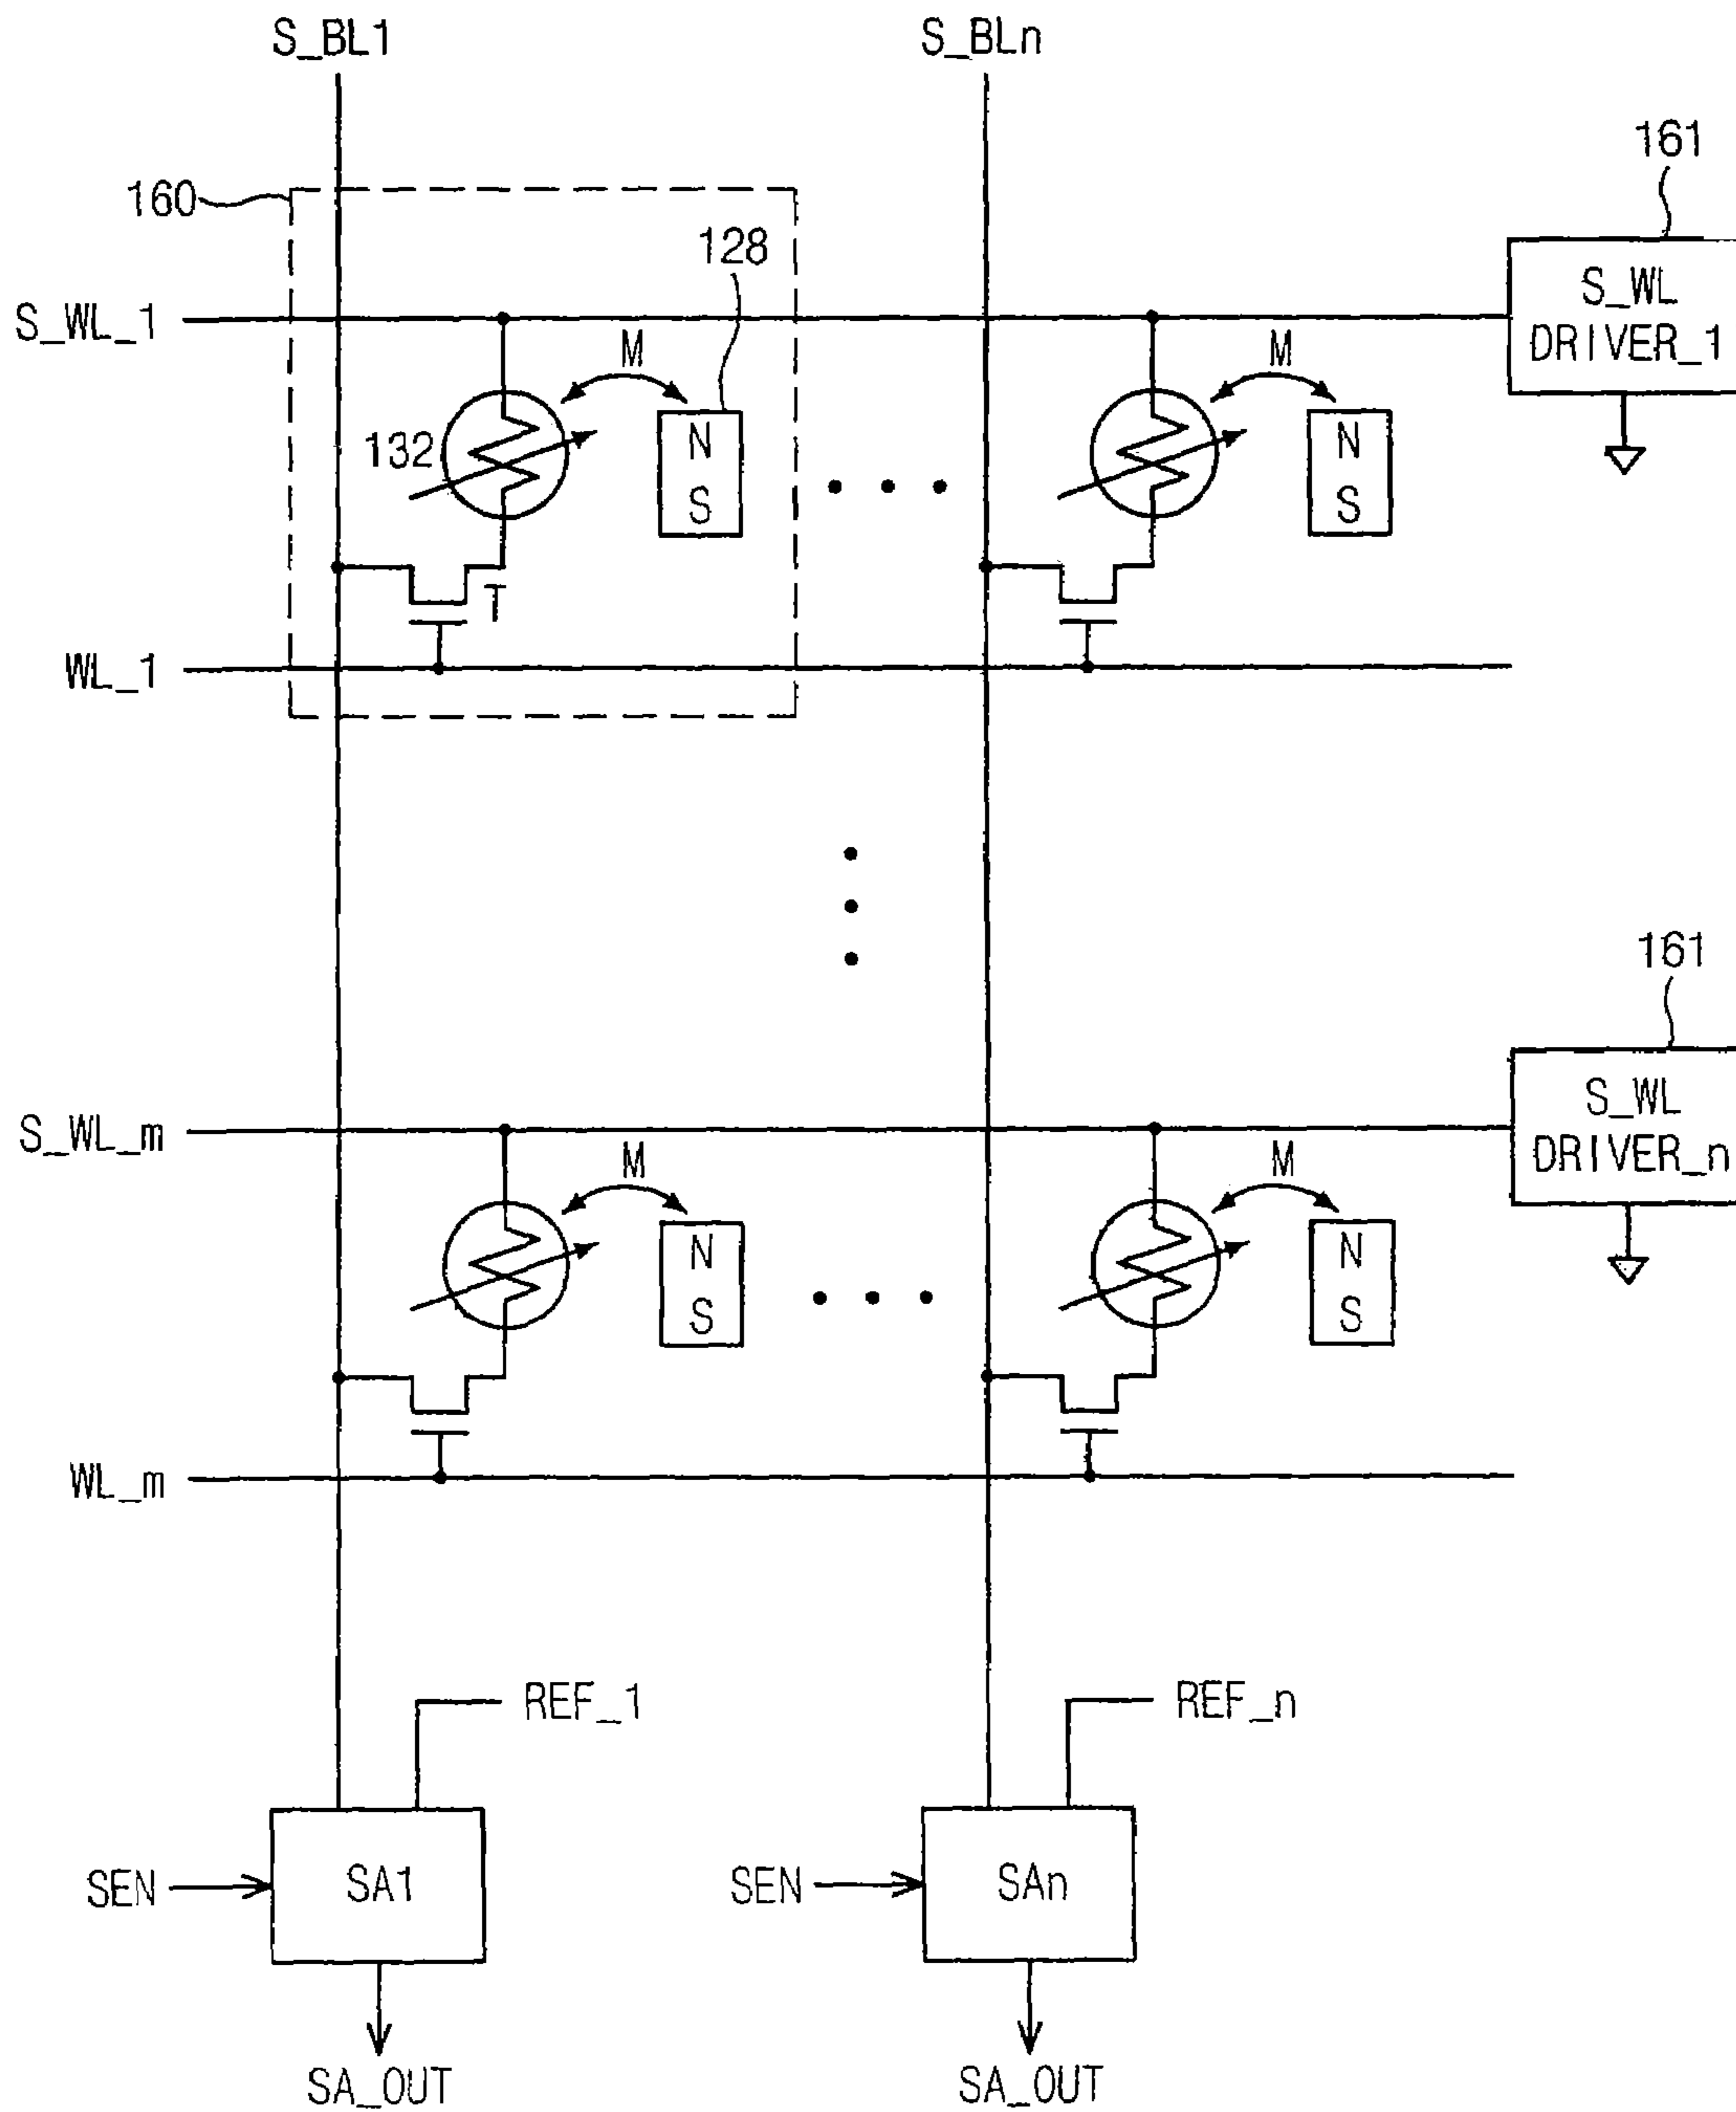 S_BL1
S_BLn
161
160
128
S_WL_1
S_WL
DRIVER_1
M
M
132
N
S
N
S
T
WL_1
161
S_WL_m
S_WL
DRIVER_n
M
M
N
S
N
S
WL_m
REF_1
REF_n
SEN
SA1
SEN
SAn
SA_OUT
SA_OUT